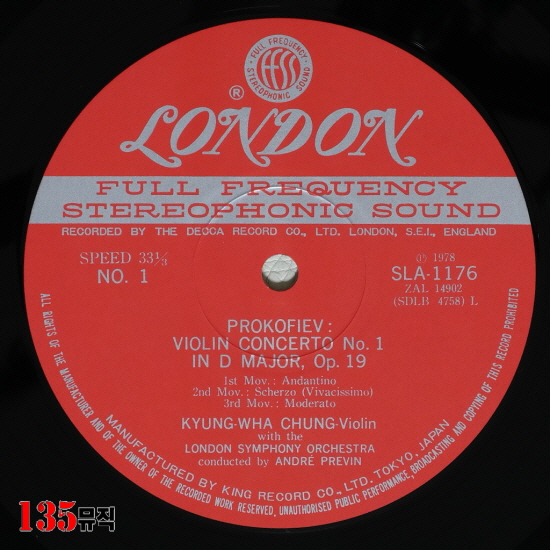 FULL FREQUENCY
FFSS
STEREOPHONIC SOUND
®
LONDON
FULL FREQUENCY
STEREOPHONIC SOUND
RECORDED BY THE DECCA RECORD CO., LTD. LONDON, S.E.I., ENGLAND
SPEED 33⅓
NO. 1
Ⓟ 1978
SLA-1176
ZAL 14902
(SDLB 4758) L
PROKOFIEV:
VIOLIN CONCERTO No. 1
IN D MAJOR, Op. 19
1st Mov.: Andantino
2nd Mov.: Scherzo (Vivacissimo)
3rd Mov.: Moderato
KYUNG-WHA CHUNG-Violin
with the
LONDON SYMPHONY ORCHESTRA
conducted by ANDRÉ PREVIN
MANUFACTURED BY KING RECORD CO., LTD. TOKYO, JAPAN
ALL RIGHTS OF THE MANUFACTURER AND OF THE OWNER OF THE RECORDED WORK RESERVED. UNAUTHORISED PUBLIC PERFORMANCE, BROADCASTING AND COPYING OF THIS RECORD PROHIBITED
135뮤직